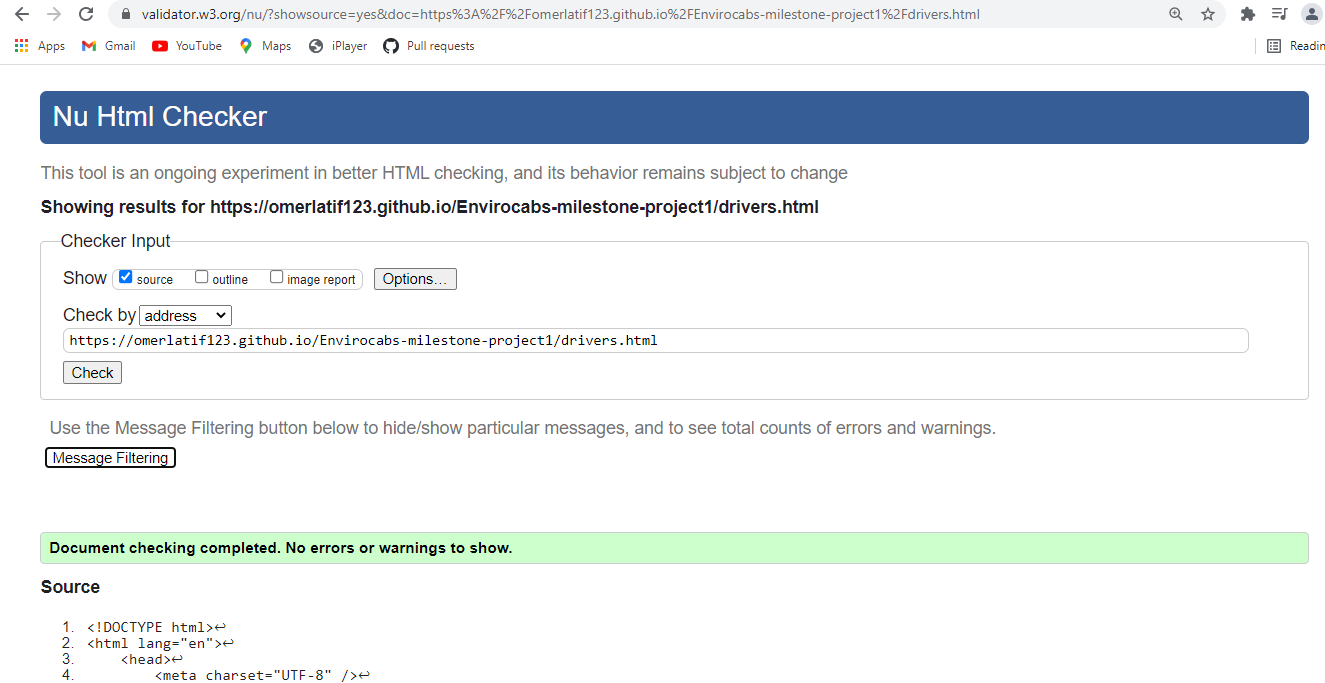 validator.w3.org/nu/?showsource=yes&doc=https%3A%2F%2Fomerlatif123.github.io%2FEnvirocabs-milestone-project1%2Fdrivers.html
Apps Gmail YouTube Maps iPlayer Pull requests Readin
Nu Html Checker
This tool is an ongoing experiment in better HTML checking, and its behavior remains subject to change
Showing results for https://omerlatif123.github.io/Envirocabs-milestone-project1/drivers.html
Checker Input
Show source outline image report Options...
Check by address
https://omerlatif123.github.io/Envirocabs-milestone-project1/drivers.html
Check
Use the Message Filtering button below to hide/show particular messages, and to see total counts of errors and warnings.
Message Filtering
Document checking completed. No errors or warnings to show.
Source
1. <!DOCTYPE html>↩
2. <html lang="en">↩
3. <head>↩
4. <meta charset="UTF-8" />↩